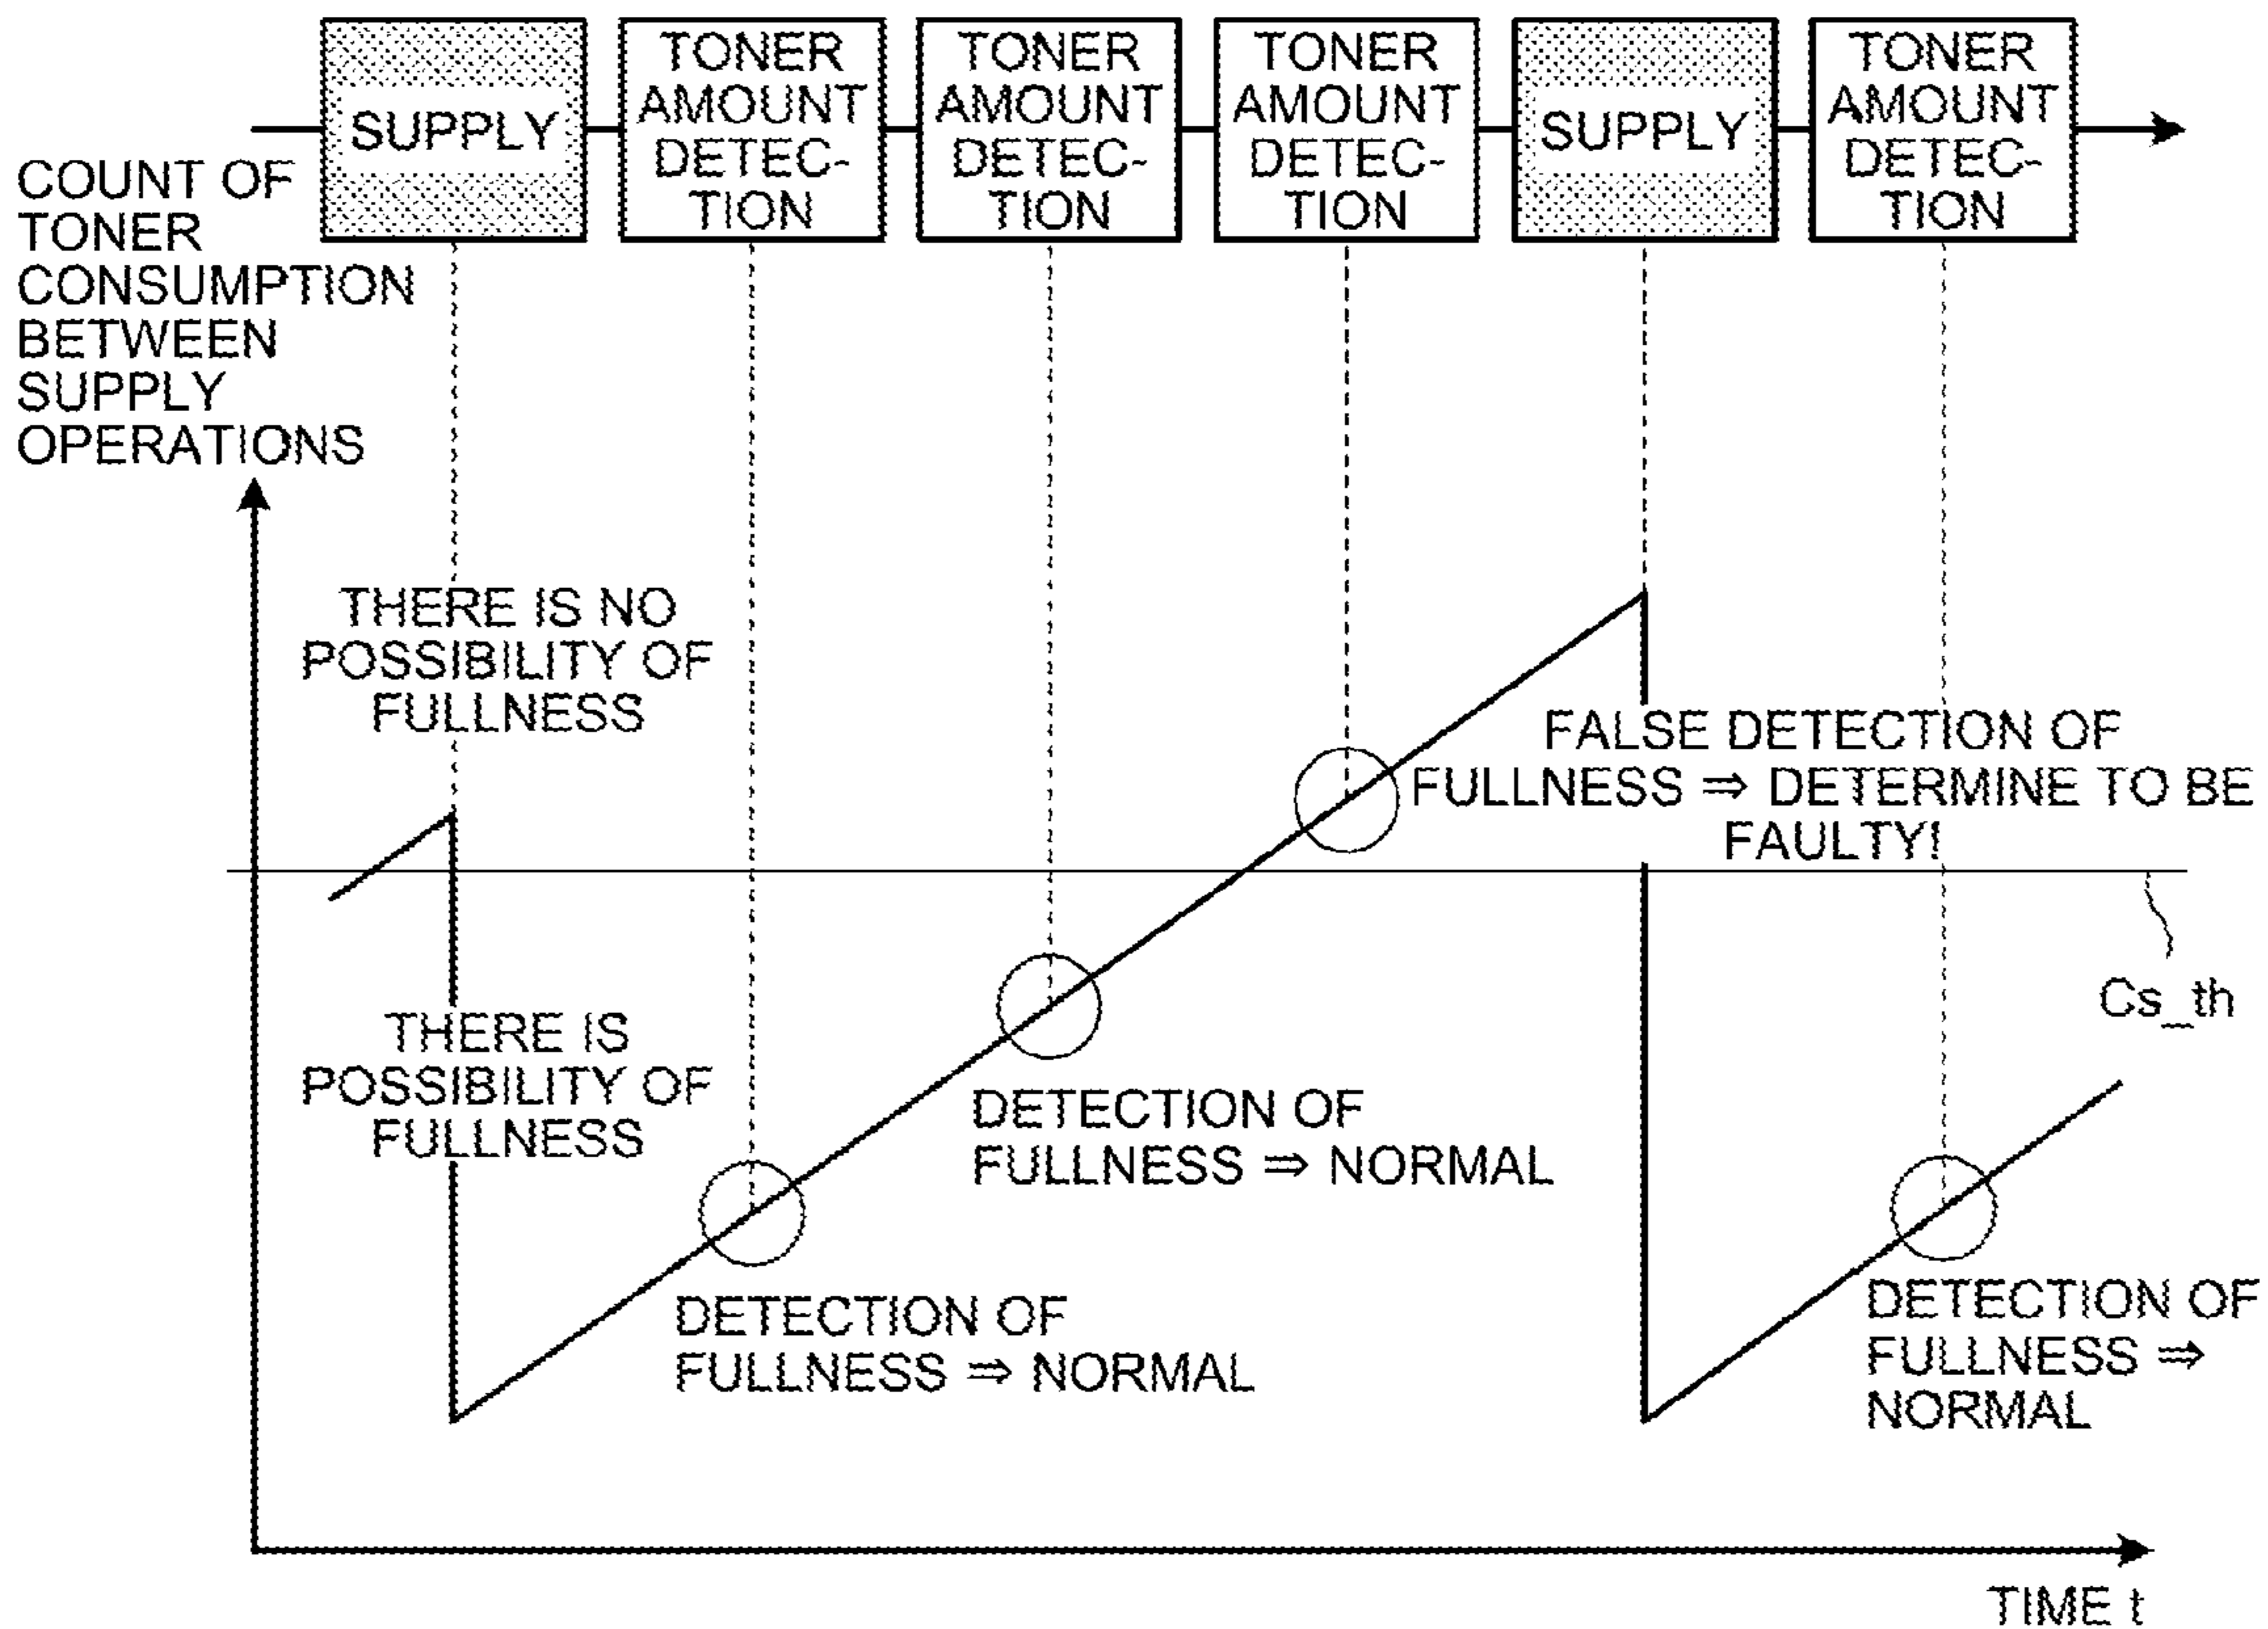 SUPPLY
TONER
AMOUNT
DETEC-
TION
TONER
AMOUNT
DETEC-
TION
TONER
AMOUNT
DETEC-
TION
SUPPLY
TONER
AMOUNT
DETEC-
TION
COUNT OF
TONER
CONSUMPTION
BETWEEN
SUPPLY
OPERATIONS
THERE IS NO
POSSIBILITY OF
FULLNESS
FALSE DETECTION OF
FULLNESS ⇒ DETERMINE TO BE
FAULTY!
Cs_th
THERE IS
POSSIBILITY OF
FULLNESS
DETECTION OF
FULLNESS ⇒ NORMAL
DETECTION OF
FULLNESS ⇒ NORMAL
DETECTION OF
FULLNESS ⇒
NORMAL
TIME t